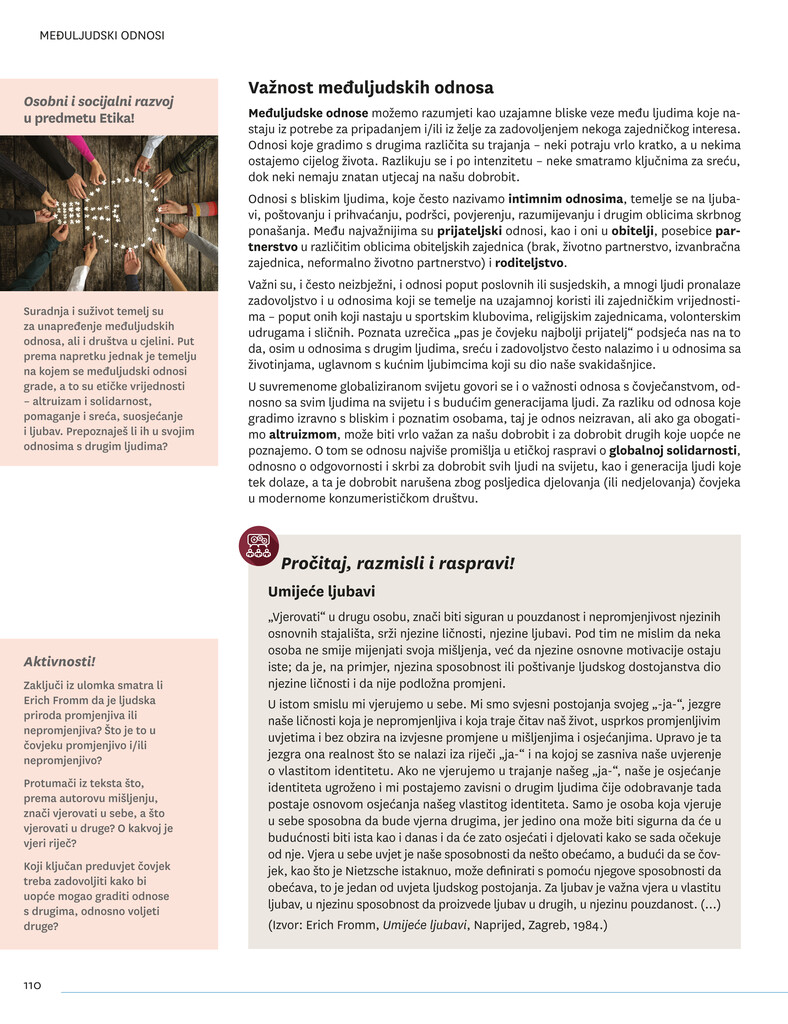 MEĐULJUDSKI ODNOSI
Osobni i socijalni razvoj
u predmetu Etika!
Suradnja i suživot temelj su
za unapređenje međuljudskih
odnosa, ali i društva u cjelini. Put
prema napretku jednak je temelju
na kojem se međuljudski odnosi
grade, a to su etičke vrijednosti
– altruizam i solidarnost,
pomaganje i sreća, suosjećanje
i ljubav. Prepoznaješ li ih u svojim
odnosima s drugim ljudima?
Važnost međuljudskih odnosa
Međuljudske odnose možemo razumjeti kao uzajamne bliske veze među ljudima koje na-
staju iz potrebe za pripadanjem i/ili iz želje za zadovoljenjem nekoga zajedničkog interesa.
Odnosi koje gradimo s drugima različita su trajanja – neki potraju vrlo kratko, a u nekima
ostajemo cijelog života. Razlikuju se i po intenzitetu – neke smatramo ključnima za sreću,
dok neki nemaju znatan utjecaj na našu dobrobit.
Odnosi s bliskim ljudima, koje često nazivamo intimnim odnosima, temelje se na ljuba-
vi, poštovanju i prihvaćanju, podršci, povjerenju, razumijevanju i drugim oblicima skrbnog
ponašanja. Među najvažnijima su prijateljski odnosi, kao i oni u obitelji, posebice par-
tnerstvo u različitim oblicima obiteljskih zajednica (brak, životno partnerstvo, izvanbračna
zajednica, neformalno životno partnerstvo) i roditeljstvo.
Važni su, i često neizbježni, i odnosi poput poslovnih ili susjedskih, a mnogi ljudi pronalaze
zadovoljstvo i u odnosima koji se temelje na uzajamnoj koristi ili zajedničkim vrijednosti-
ma – poput onih koji nastaju u sportskim klubovima, religijskim zajednicama, volonterskim
udrugama i sličnih. Poznata uzrečica „pas je čovjeku najbolji prijatelj“ podsjeća nas na to
da, osim u odnosima s drugim ljudima, sreću i zadovoljstvo često nalazimo i u odnosima sa
životinjama, uglavnom s kućnim ljubimcima koji su dio naše svakidašnjice.
U suvremenome globaliziranom svijetu govori se i o važnosti odnosa s čovječanstvom, od-
nosno sa svim ljudima na svijetu i s budućim generacijama ljudi. Za razliku od odnosa koje
gradimo izravno s bliskim i poznatim osobama, taj je odnos neizravan, ali ako ga obogati-
mo altruizmom, može biti vrlo važan za našu dobrobit i za dobrobit drugih koje uopće ne
poznajemo. O tom se odnosu najviše promišlja u etičkoj raspravi o globalnoj solidarnosti,
odnosno o odgovornosti i skrbi za dobrobit svih ljudi na svijetu, kao i generacija ljudi koje
tek dolaze, a ta je dobrobit narušena zbog posljedica djelovanja (ili nedjelovanja) čovjeka
u modernome konzumerističkom društvu.
Pročitaj, razmisli i raspravi!
Umijeće ljubavi
„Vjerovati“ u drugu osobu, znači biti siguran u pouzdanost i nepromjenjivost njezinih
osnovnih stajališta, srži njezine ličnosti, njezine ljubavi. Pod tim ne mislim da neka
osoba ne smije mijenjati svoja mišljenja, već da njezine osnovne motivacije ostaju
iste; da je, na primjer, njezina sposobnost ili poštivanje ljudskog dostojanstva dio
njezine ličnosti i da nije podložna promjeni.
U istom smislu mi vjerujemo u sebe. Mi smo svjesni postojanja svojeg „-ja-“, jezgre
naše ličnosti koja je nepromjenljiva i koja traje čitav naš život, usprkos promjenljivim
uvjetima i bez obzira na izvjesne promjene u mišljenjima i osjećanjima. Upravo je ta
jezgra ona realnost što se nalazi iza riječi „ja-“ i na kojoj se zasniva naše uvjerenje
o vlastitom identitetu. Ako ne vjerujemo u trajanje našeg „ja-“, naše je osjećanje
identiteta ugroženo i mi postajemo zavisni o drugim ljudima čije odobravanje tada
postaje osnovom osjećanja našeg vlastitog identiteta. Samo je osoba koja vjeruje
u sebe sposobna da bude vjerna drugima, jer jedino ona može biti sigurna da će u
budućnosti biti ista kao i danas i da će zato osjećati i djelovati kako se sada očekuje
od nje. Vjera u sebe uvjet je naše sposobnosti da nešto obećamo, a budući da se čov-
jek, kao što je Nietzsche istaknuo, može definirati s pomoću njegove sposobnosti da
obećava, to je jedan od uvjeta ljudskog postojanja. Za ljubav je važna vjera u vlastitu
ljubav, u njezinu sposobnost da proizvede ljubav u drugih, u njezinu pouzdanost. (...)
(Izvor: Erich Fromm, Umijeće ljubavi, Naprijed, Zagreb, 1984.)
Aktivnosti!
Zaključi iz ulomka smatra li
Erich Fromm da je ljudska
priroda promjenjiva ili
nepromjenjiva? Što je to u
čovjeku promjenjivo i/ili
nepromjenjivo?
Protumači iz teksta što,
prema autorovu mišljenju,
znači vjerovati u sebe, a što
vjerovati u druge? O kakvoj je
vjeri riječ?
Koji ključan preduvjet čovjek
treba zadovoljiti kako bi
uopće mogao graditi odnose
s drugima, odnosno voljeti
druge?
110